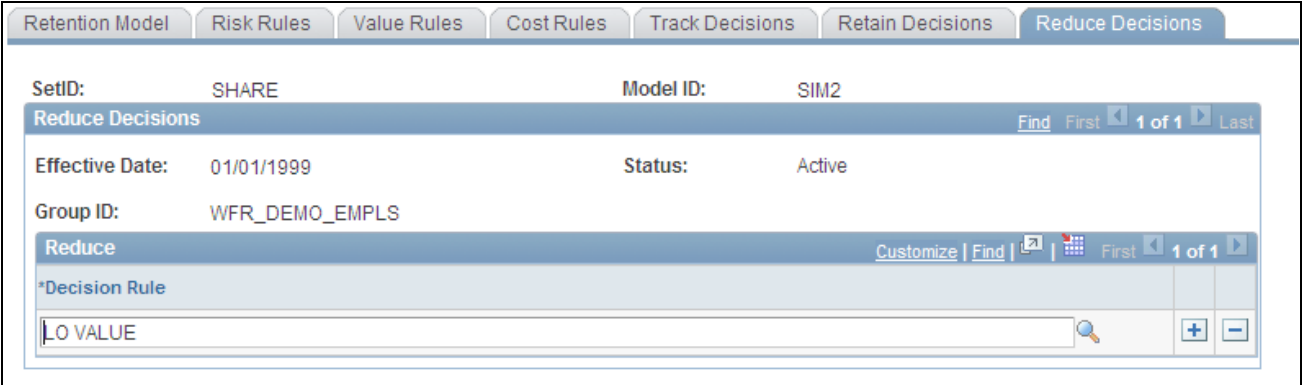 Retention Model Risk Rules Value Rules Cost Rules Track Decisions Retain Decisions Reduce Decisions
SetID: SHARE Model ID: SIM2
Reduce Decisions Find First 1 of 1 Last
Effective Date: 01/01/1999 Status: Active
Group ID: WFR_DEMO_EMPLS
Reduce Customize | Find | | First 1 of 1
*Decision Rule
LO VALUE